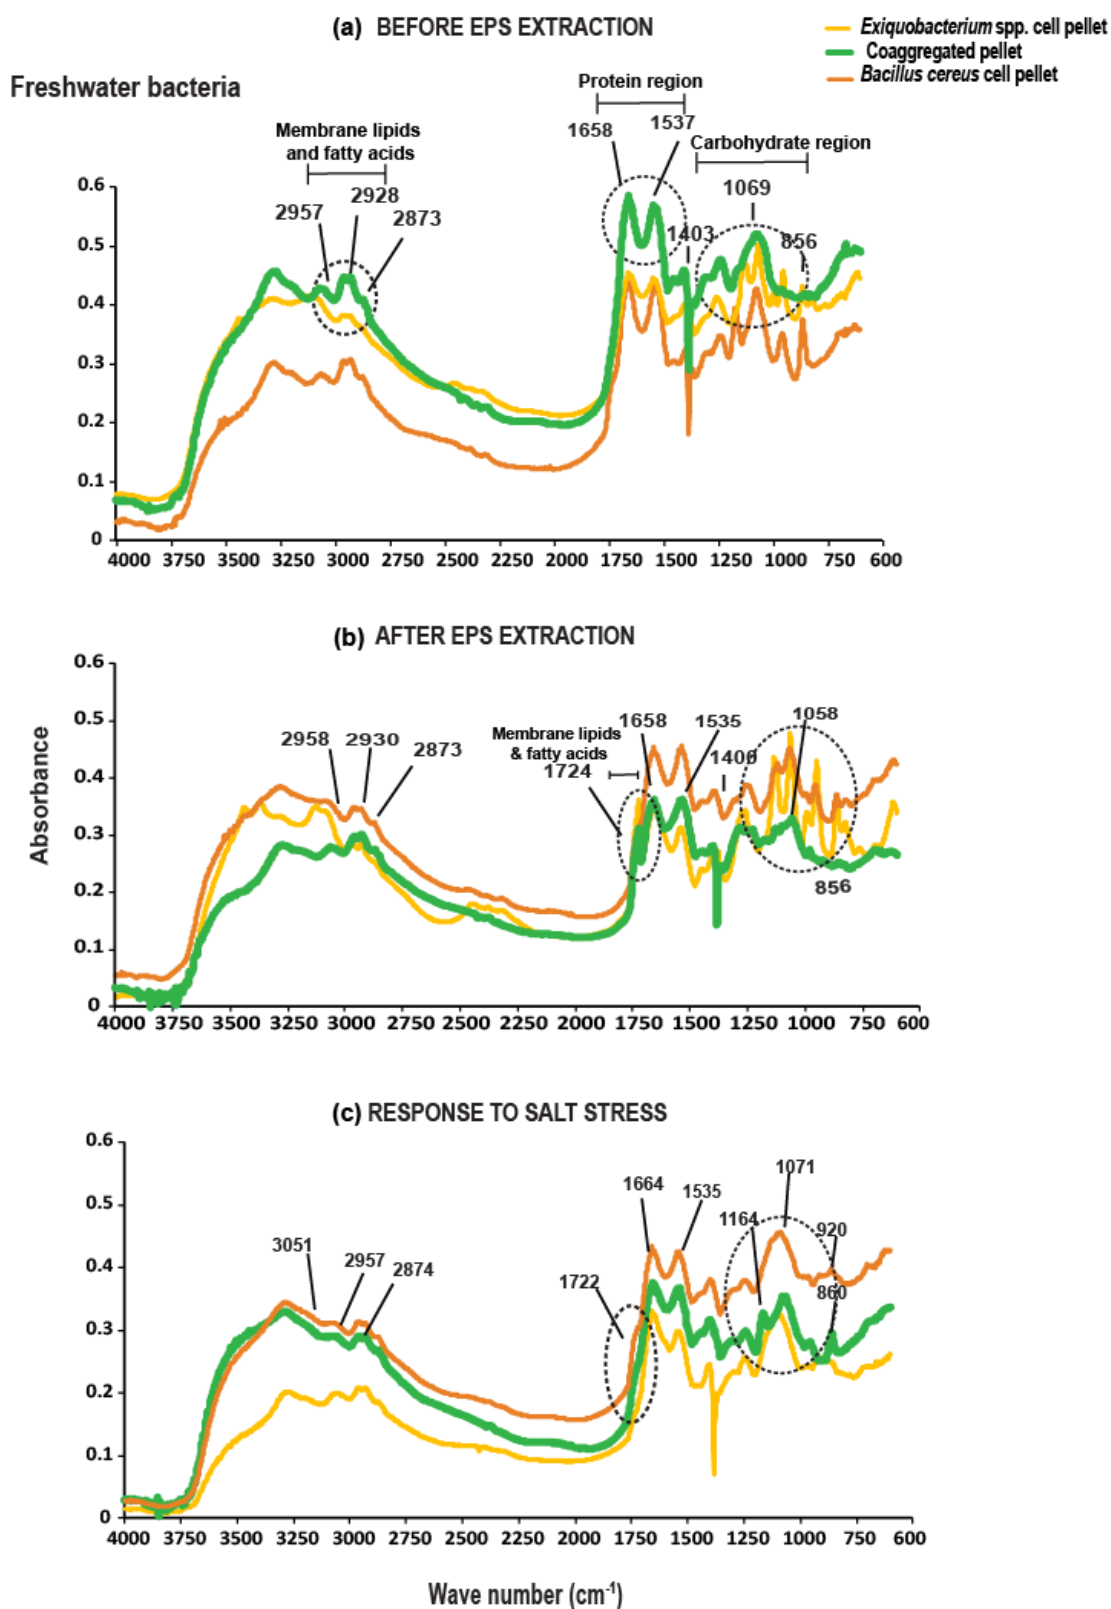 (a) BEFORE EPS EXTRACTION
Exiquobacterium spp. cell pellet
Coaggregated pellet
Bacillus cereus cell pellet
Freshwater bacteria
Protein region
Membrane lipids
and fatty acids
Carbohydrate region
1658
1537
2957
2928
2873
1403
1069
856
0.6
0.5
0.4
0.3
0.2
0.1
0
4000 3750 3500 3250 3000 2750 2500 2250 2000 1750 1500 1250 1000 750 600
(b) AFTER EPS EXTRACTION
Absorbance
2958
2930
2873
Membrane lipids
& fatty acids
1724
1658
1535
1400
1058
856
0.6
0.5
0.4
0.3
0.2
0.1
0
4000 3750 3500 3250 3000 2750 2500 2250 2000 1750 1500 1250 1000 750 600
(c) RESPONSE TO SALT STRESS
3051
2957
2874
1722
1664
1535
1164
1071
920
860
0.6
0.5
0.4
0.3
0.2
0.1
0
4000 3750 3500 3250 3000 2750 2500 2250 2000 1750 1500 1250 1000 750 600
Wave number (cm⁻¹)